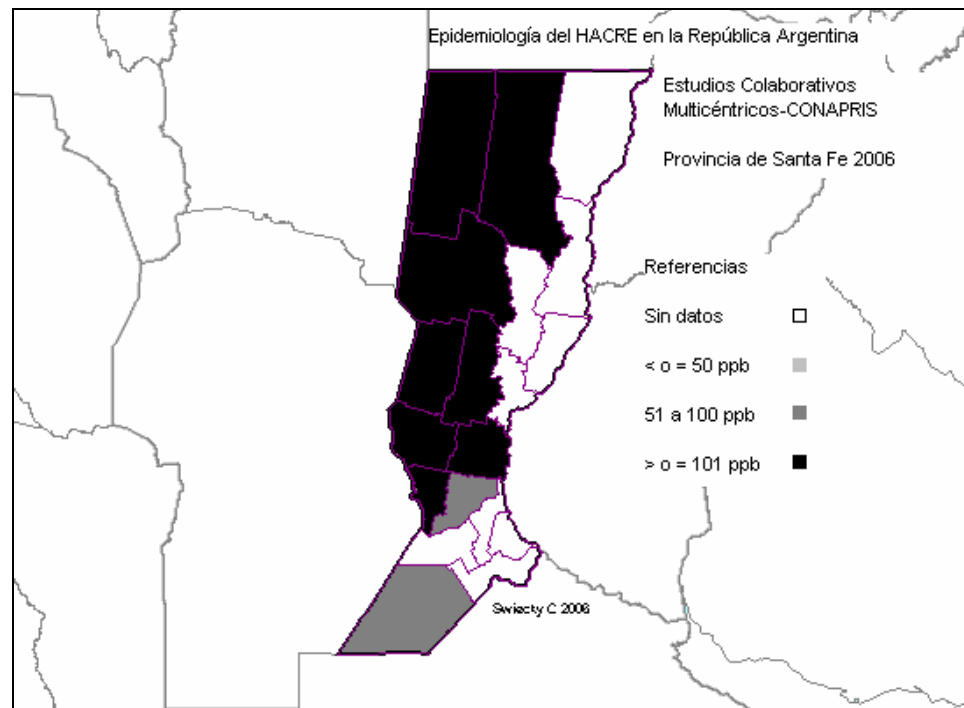 Epidemiología del HACRE en la República Argentina
Estudios Colaborativos
Multicéntricos-CONAPRIS
Provincia de Santa Fe 2006
Referencias
Sin datos
< o = 50 ppb
51 a 100 ppb
> o = 101 ppb
Swiecty C 2006